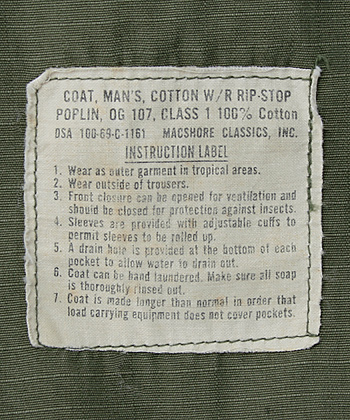 COAT, MAN'S, COTTON W/R RIP-STOP
POPLIN, OG 107, CLASS 1 100% Cotton
DSA 100-69-C-1161 MACSHORE CLASSICS, INC.
INSTRUCTION LABEL
1. Wear as outer garment in tropical areas.
2. Wear outside of trousers.
3. Front closure can be opened for ventilation and
should be closed for protection against insects.
4. Sleeves are provided with adjustable cuffs to
permit sleeves to be rolled up.
5. A drain hole is provided at the bottom of each
pocket to allow water to drain out.
6. Coat can be hand laundered. Make sure all soap
is thoroughly rinsed out.
7. Coat is made longer than normal in order that
load carrying equipment does not cover pockets.